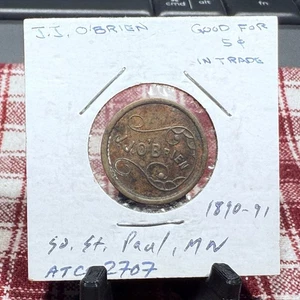 J.J. O'BRIEN
GOOD FOR
5¢
IN TRADE
J.J. O'BRIEN
1890-91
So. St. Paul, MN
ATC 2707